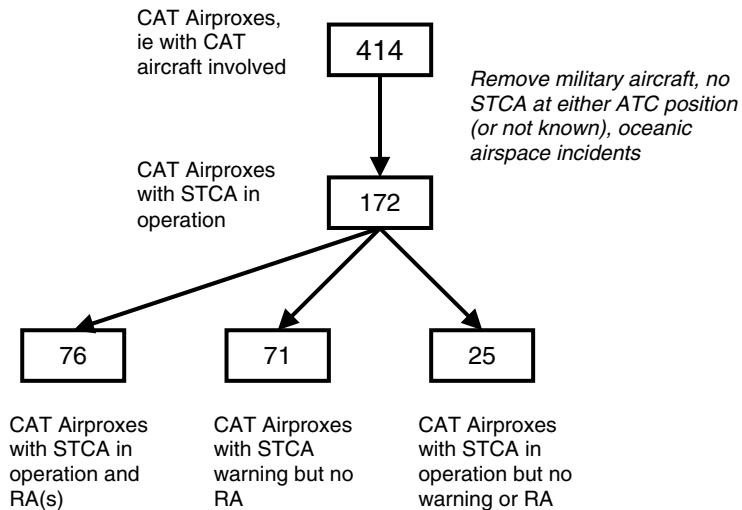 CAT Airproxes,
ie with CAT
aircraft involved
414
Remove military aircraft, no
STCA at either ATC position
(or not known), oceanic
airspace incidents
CAT Airproxes
with STCA in
operation
172
76
71
25
CAT Airproxes
with STCA in
operation and
RA(s)
CAT Airproxes
with STCA
warning but no
RA
CAT Airproxes
with STCA in
operation but no
warning or RA